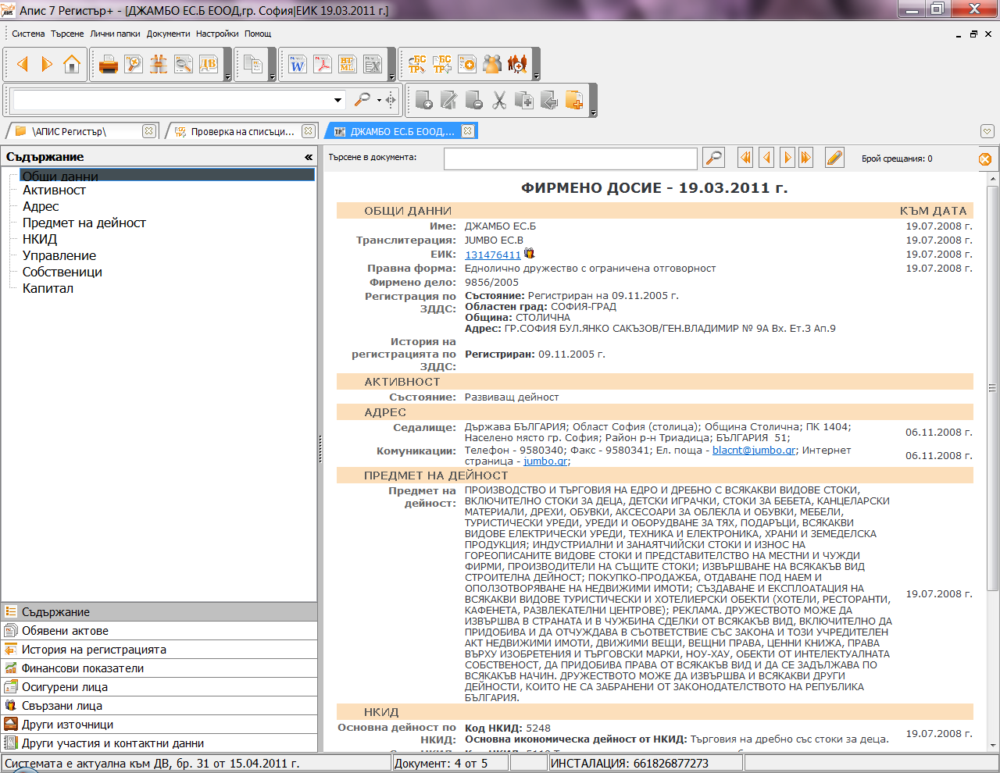 Апис 7 Регистър+ - [ДЖАМБО ЕС.Б ЕООД,гр. София|ЕИК 19.03.2011 г.]
Система Търсене Лични папки Документи Настройки Помощ
\АПИС Регистър\
Проверка на списъци...
ДЖАМБО ЕС.Б ЕООД,...
Съдържание
Общи данни
Активност
Адрес
Предмет на дейност
НКИД
Управление
Собственици
Капитал
Съдържание
Обявени актове
История на регистрацията
Финансови показатели
Осигурени лица
Свързани лица
Други източници
Други участия и контактни данни
Търсене в документа:
Брой срещания: 0
ФИРМЕНО ДОСИЕ - 19.03.2011 г.
ОБЩИ ДАННИ КЪМ ДАТА
Име: ДЖАМБО ЕС.Б 19.07.2008 г.
Транслитерация: JUMBO EC.B 19.07.2008 г.
ЕИК: 131476411 19.07.2008 г.
Правна форма: Еднолично дружество с ограничена отговорност 19.07.2008 г.
Фирмено дело: 9856/2005
Регистрация по ЗДДС: Състояние: Регистриран на 09.11.2005 г.
Областен град: СОФИЯ-ГРАД
Община: СТОЛИЧНА
Адрес: ГР.СОФИЯ БУЛ.ЯНКО САКЪЗОВ/ГЕН.ВЛАДИМИР № 9А Вх. Ет.3 Ап.9
История на регистрацията по ЗДДС: Регистриран: 09.11.2005 г.
АКТИВНОСТ
Състояние: Развиващ дейност
АДРЕС
Седалище: Държава БЪЛГАРИЯ; Област София (столица); Община Столична; ПК 1404;
Населено място гр. София; Район р-н Триадица; БЪЛГАРИЯ 51; 06.11.2008 г.
Комуникации: Телефон - 9580340; Факс - 9580341; Ел. поща - blacnt@jumbo.gr; Интернет
страница - jumbo.gr; 06.11.2008 г.
ПРЕДМЕТ НА ДЕЙНОСТ
Предмет на дейност: ПРОИЗВОДСТВО И ТЪРГОВИЯ НА ЕДРО И ДРЕБНО С ВСЯКАКВИ ВИДОВЕ СТОКИ,
ВКЛЮЧИТЕЛНО СТОКИ ЗА ДЕЦА, ДЕТСКИ ИГРАЧКИ, СТОКИ ЗА БЕБЕТА, КАНЦЕЛАРСКИ
МАТЕРИАЛИ, ДРЕХИ, ОБУВКИ, АКСЕСОАРИ ЗА ОБЛЕКЛА И ОБУВКИ, МЕБЕЛИ,
ТУРИСТИЧЕСКИ УРЕДИ, УРЕДИ И ОБОРУДВАНЕ ЗА ТЯХ, ПОДАРЪЦИ, ВСЯКАКВИ
ВИДОВЕ ЕЛЕКТРИЧЕСКИ УРЕДИ, ТЕХНИКА И ЕЛЕКТРОНИКА, ХРАНИ И ЗЕМЕДЕЛСКА
ПРОДУКЦИЯ; ИНДУСТРИАЛНИ И ЗАНАЯТЧИЙСКИ СТОКИ И ИЗНОС НА
ГОРЕОПИСАНИТЕ ВИДОВЕ СТОКИ И ПРЕДСТАВИТЕЛСТВО НА МЕСТНИ И ЧУЖДИ
ФИРМИ, ПРОИЗВОДИТЕЛИ НА СЪЩИТЕ СТОКИ; ИЗВЪРШВАНЕ НА ВСЯКАКЪВ ВИД
СТРОИТЕЛНА ДЕЙНОСТ; ПОКУПКО-ПРОДАЖБА, ОТДАВАНЕ ПОД НАЕМ И
ОПОЛЗОТВОРЯВАНЕ НА НЕДВИЖИМИ ИМОТИ; СЪЗДАВАНЕ И ЕКСПЛОАТАЦИЯ НА
ВСЯКАКВИ ВИДОВЕ ТУРИСТИЧЕСКИ И ХОТЕЛИЕРСКИ ОБЕКТИ (ХОТЕЛИ, РЕСТОРАНТИ, 19.07.2008 г.
КАФЕНЕТА, РАЗВЛЕКАТЕЛНИ ЦЕНТРОВЕ); РЕКЛАМА. ДРУЖЕСТВОТО МОЖЕ ДА
ИЗВЪРШВА В СТРАНАТА И В ЧУЖБИНА СДЕЛКИ ОТ ВСЯКАКЪВ ВИД, ВКЛЮЧИТЕЛНО ДА
ПРИДОБИВА И ДА ОТЧУЖДАВА В СЪОТВЕТСТВИЕ СЪС ЗАКОНА И ТОЗИ УЧРЕДИТЕЛЕН
АКТ НЕДВИЖИМИ ИМОТИ, ДВИЖИМИ ВЕЩИ, ВЕЩНИ ПРАВА, ЦЕННИ КНИЖА, ПРАВА
ВЪРХУ ИЗОБРЕТЕНИЯ И ТЪРГОВСКИ МАРКИ, НОУ-ХАУ, ОБЕКТИ ОТ ИНТЕЛЕКТУАЛНАТА
СОБСТВЕНОСТ, ДА ПРИДОБИВА ПРАВА ОТ ВСЯКАКЪВ ВИД И ДА СЕ ЗАДЪЛЖАВА ПО
ВСЯКАКЪВ НАЧИН. ДРУЖЕСТВОТО МОЖЕ ДА ИЗВЪРШВА И ВСЯКАКВИ ДРУГИ
ДЕЙНОСТИ, КОИТО НЕ СА ЗАБРАНЕНИ ОТ ЗАКОНОДАТЕЛСТВОТО НА РЕПУБЛИКА
БЪЛГАРИЯ.
НКИД
Основна дейност по НКИД: Код НКИД: 5248
Основна икономическа дейност от НКИД: Търговия на дребно със стоки за деца. 19.07.2008 г.
Системата е актуална към ДВ, бр. 31 от 15.04.2011 г.
Документ: 4 от 5
ИНСТАЛАЦИЯ: 661826877273